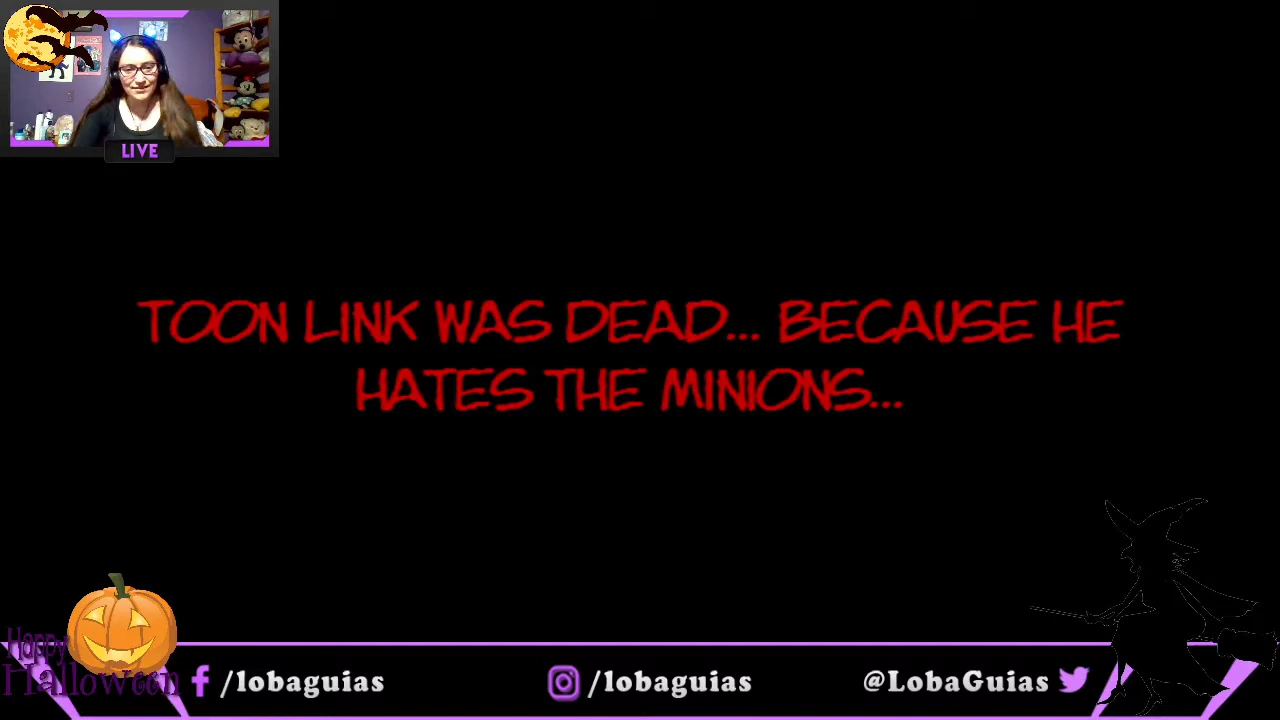 LIVE
TOON LINK WAS DEAD... BECAUSE HE
HATES THE MINIONS...
Happy
Halloween
/lobaguias
/lobaguias
@LobaGuias